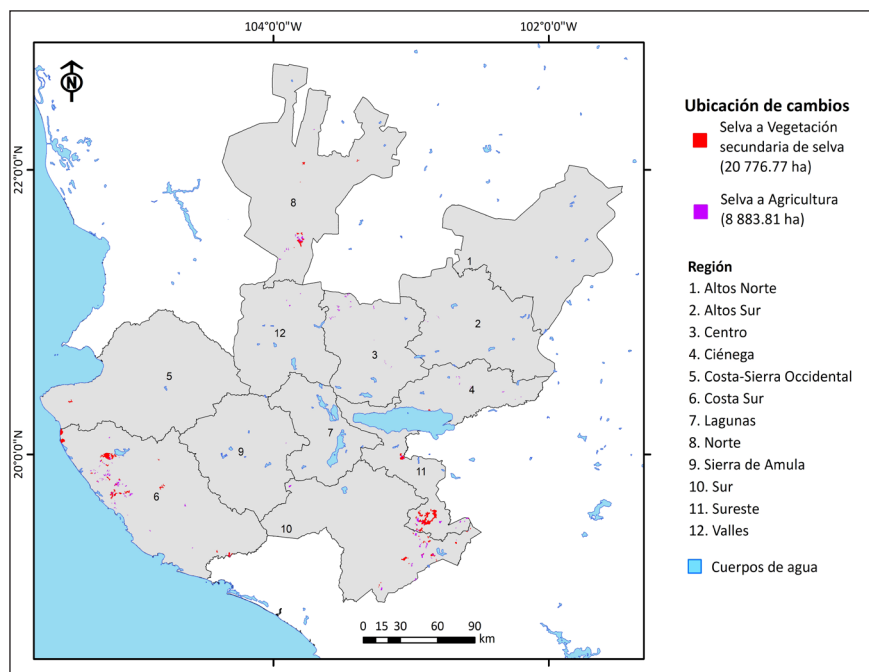 104°0'0"W
102°0'0"W
N
22°0'0"N
20°0'0"N
8
1
2
12
3
5
4
7
9
11
6
10
0 15 30 60 90
km
Ubicación de cambios
Selva a Vegetación
secundaria de selva
(20 776.77 ha)
Selva a Agricultura
(8 883.81 ha)
Región
1. Altos Norte
2. Altos Sur
3. Centro
4. Ciénega
5. Costa-Sierra Occidental
6. Costa Sur
7. Lagunas
8. Norte
9. Sierra de Amula
10. Sur
11. Sureste
12. Valles
Cuerpos de agua